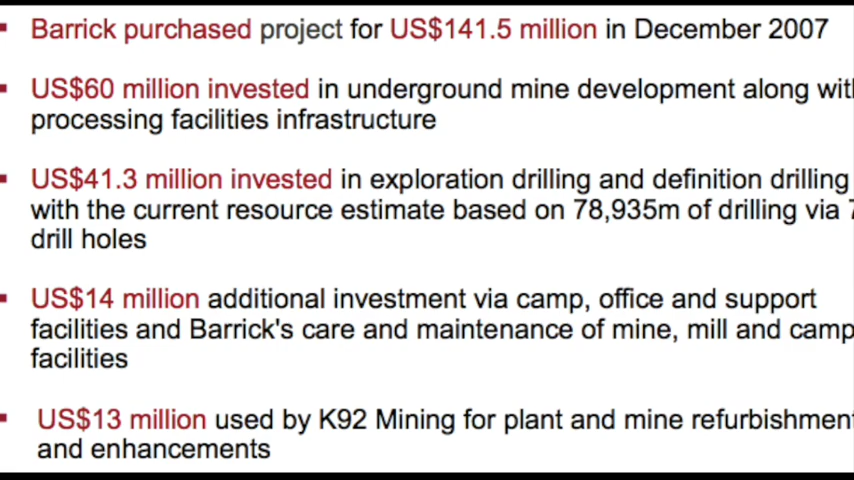 Barrick purchased project for US$141.5 million in December 2007
US$60 million invested in underground mine development along with
processing facilities infrastructure
US$41.3 million invested in exploration drilling and definition drilling
with the current resource estimate based on 78,935m of drilling via
drill holes
US$14 million additional investment via camp, office and support
facilities and Barrick's care and maintenance of mine, mill and camp
facilities
US$13 million used by K92 Mining for plant and mine refurbishment
and enhancements